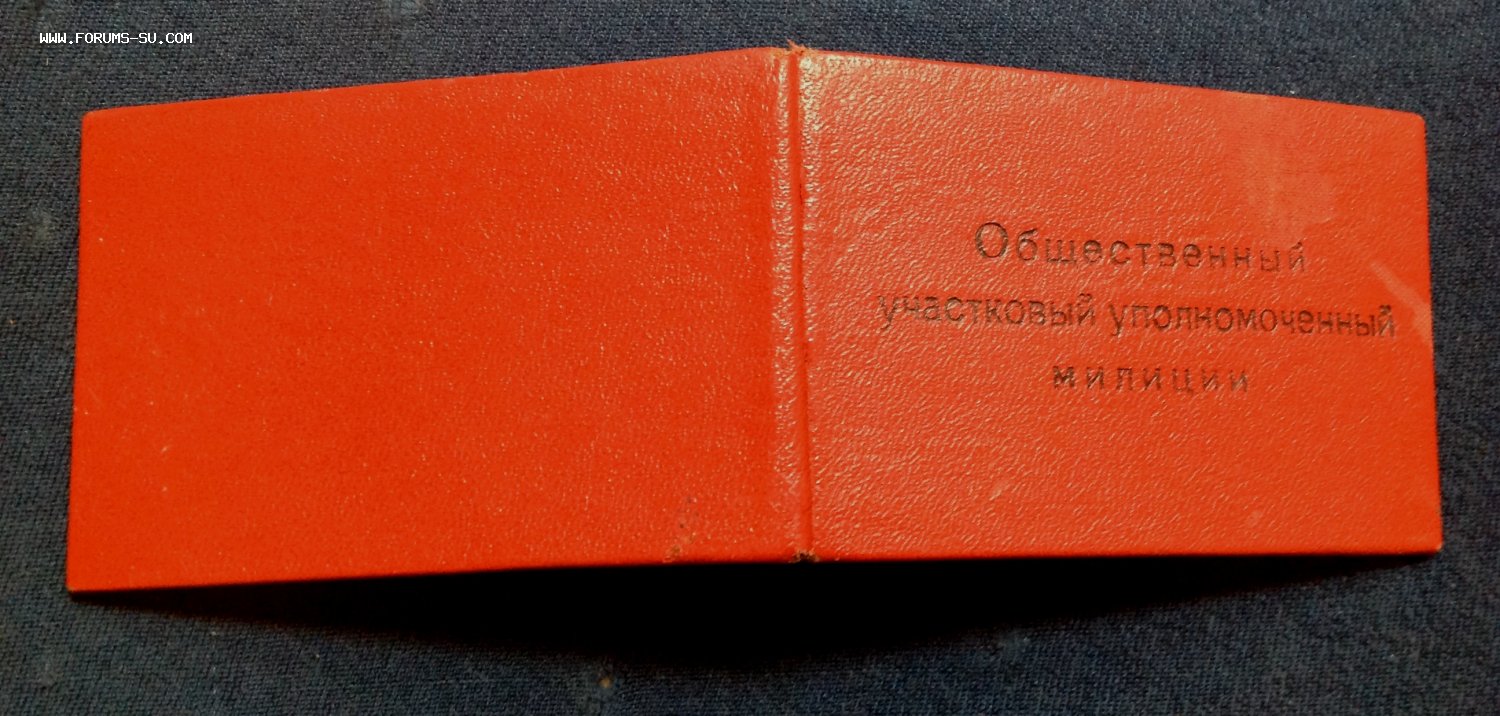 WWW.FORUMS-SU.COM
Общественный
участковый уполномоченный
милиции